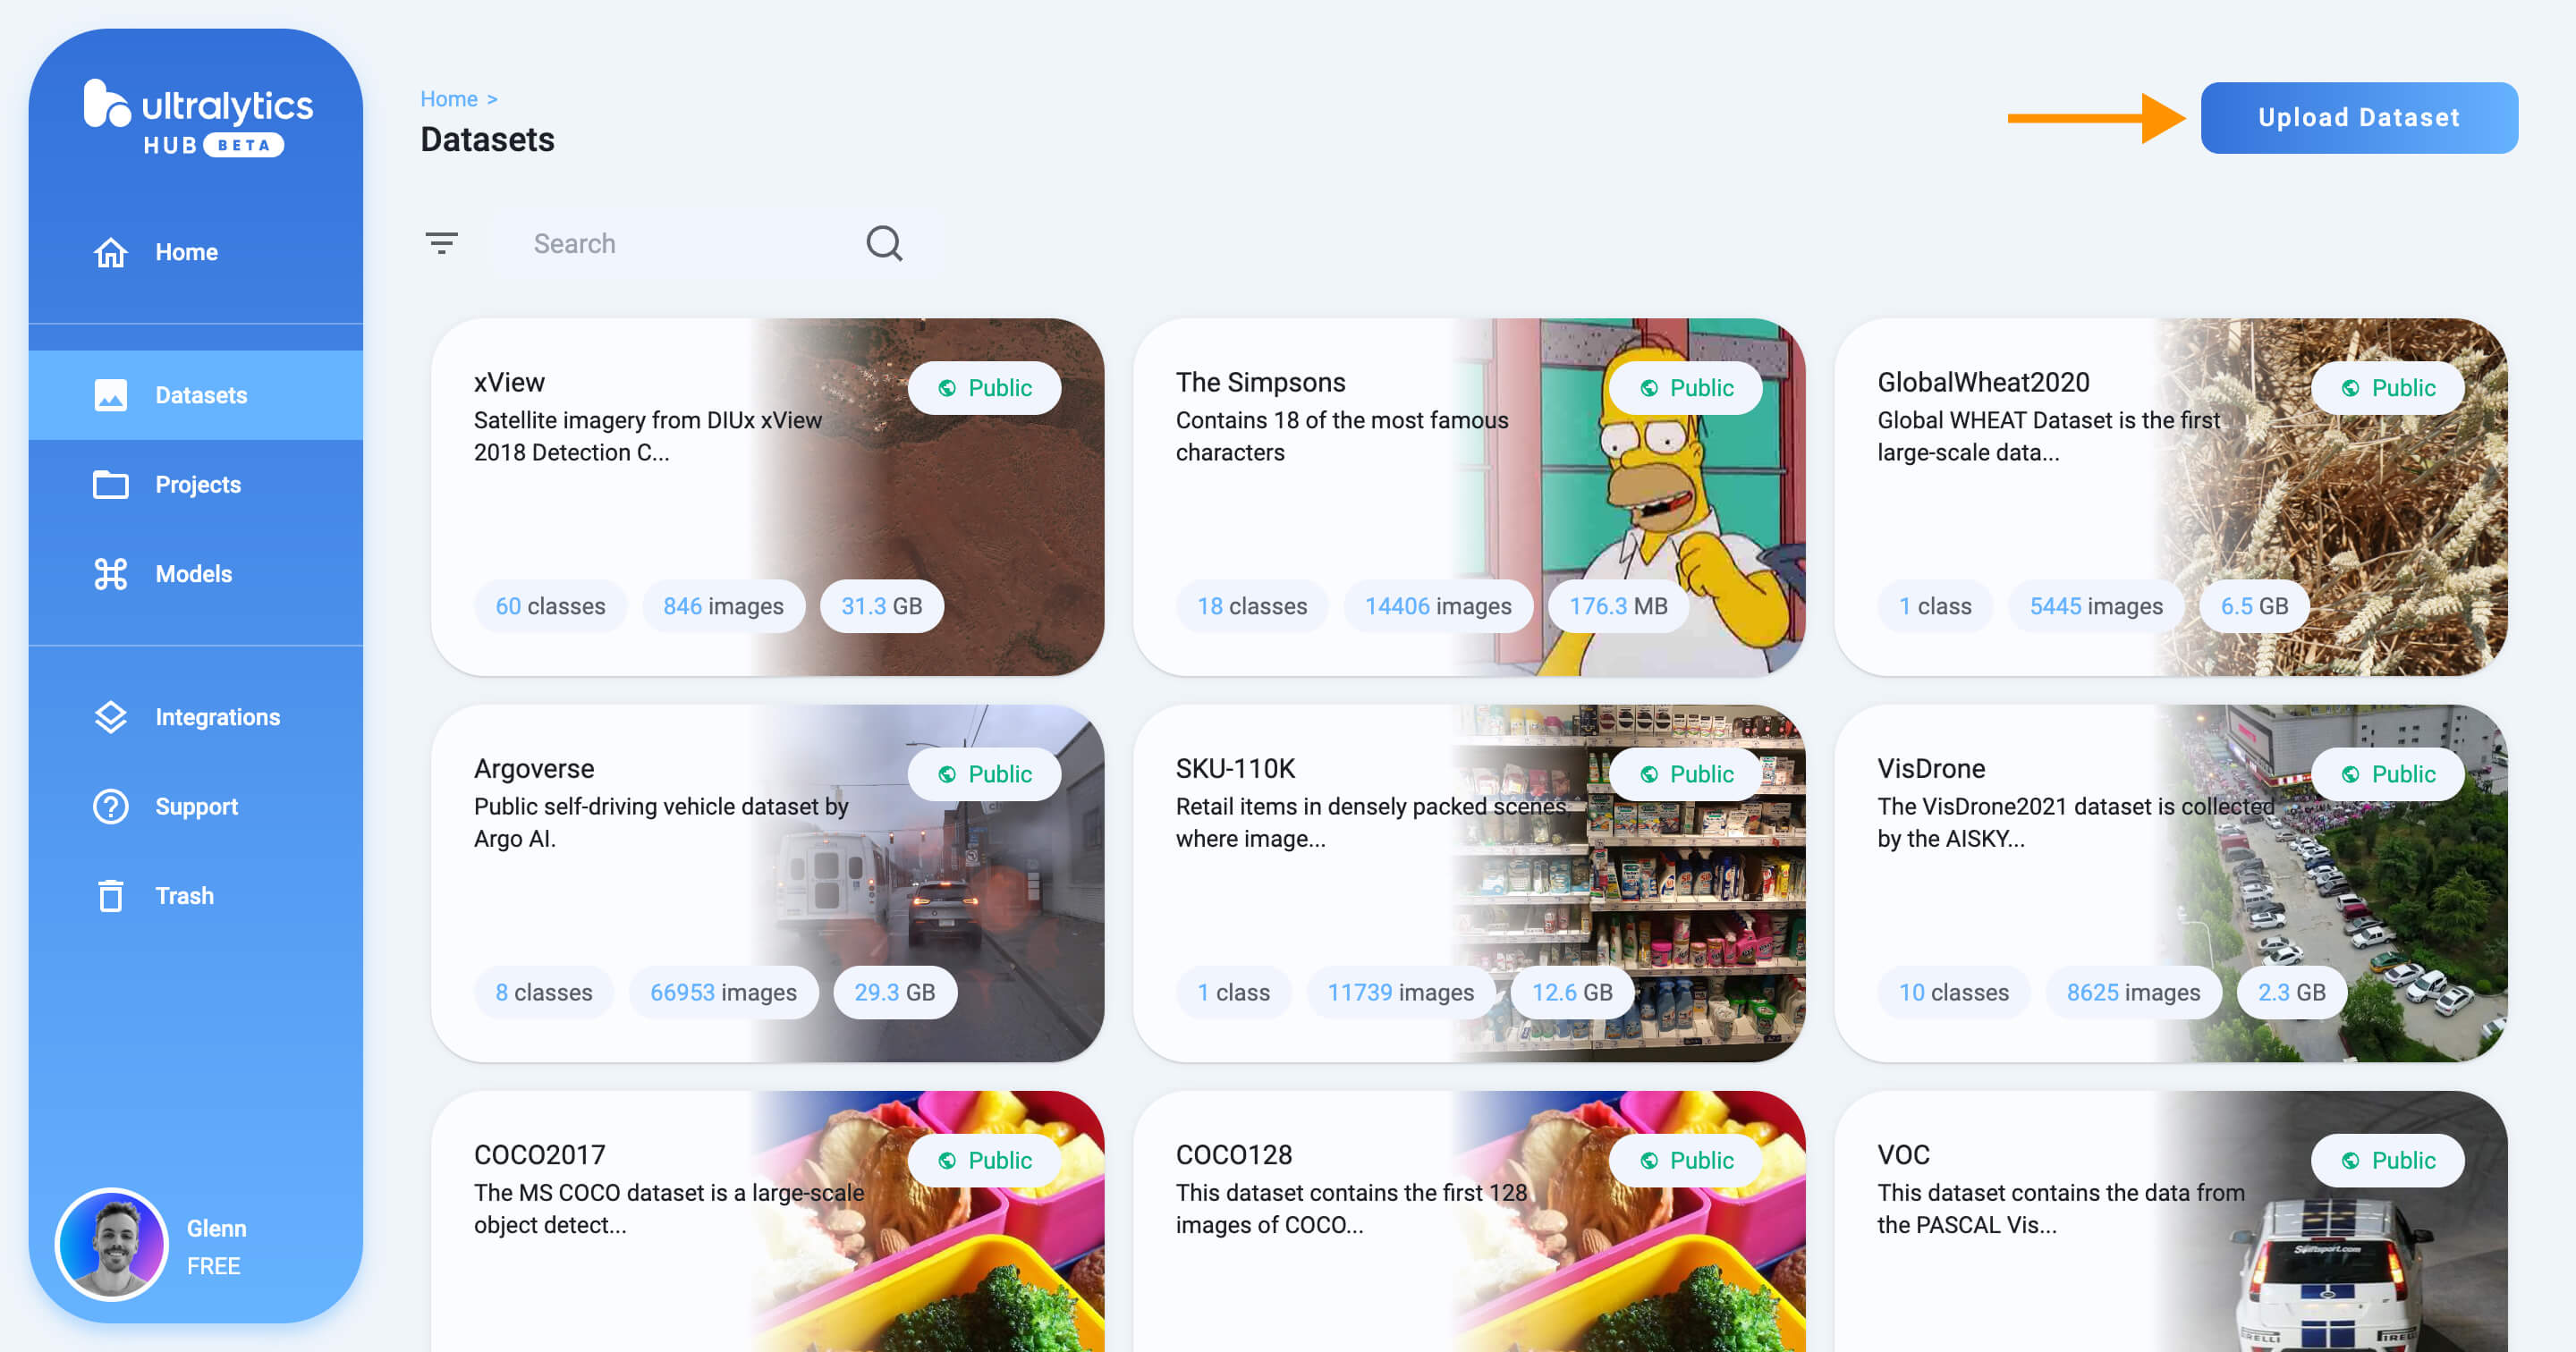 ultralytics
HUB BETA
Home
Datasets
Projects
Models
Integrations
Support
Trash
Glenn
FREE
Home >
Datasets
Upload Dataset
Search
xView
Public
Satellite imagery from DIUx xView
2018 Detection C...
60 classes 846 images 31.3 GB
The Simpsons
Public
Contains 18 of the most famous
characters
18 classes 14406 images 176.3 MB
GlobalWheat2020
Public
Global WHEAT Dataset is the first
large-scale data...
1 class 5445 images 6.5 GB
Argoverse
Public
Public self-driving vehicle dataset by
Argo AI.
8 classes 66953 images 29.3 GB
SKU-110K
Public
Retail items in densely packed scenes,
where image...
1 class 11739 images 12.6 GB
VisDrone
Public
The VisDrone2021 dataset is collected
by the AISKY...
10 classes 8625 images 2.3 GB
COCO2017
Public
The MS COCO dataset is a large-scale
object detect...
COCO128
Public
This dataset contains the first 128
images of COCO...
VOC
Public
This dataset contains the data from
the PASCAL Vis...